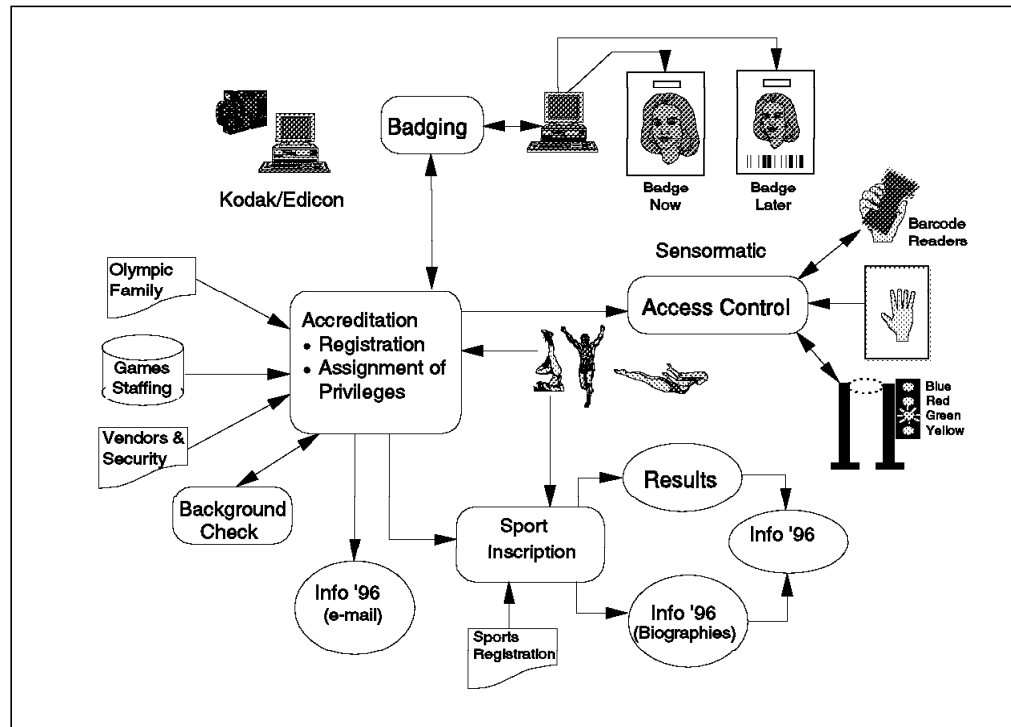 Badging
Kodak/Edicon
Badge
Now
Badge
Later
Barcode
Readers
Sensormatic
Olympic
Family
Accreditation
• Registration
• Assignment of
Privileges
Access Control
Games
Staffing
Blue
Red
Green
Yellow
Vendors &
Security
Background
Check
Results
Sport
Inscription
Info '96
Info '96
(e-mail)
Info '96
(Biographies)
Sports
Registration